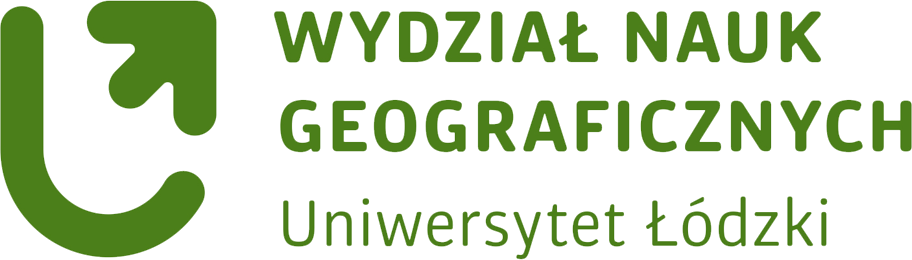 WYDZIAŁ NAUK
GEOGRAFICZNYCH
Uniwersytet Łódzki